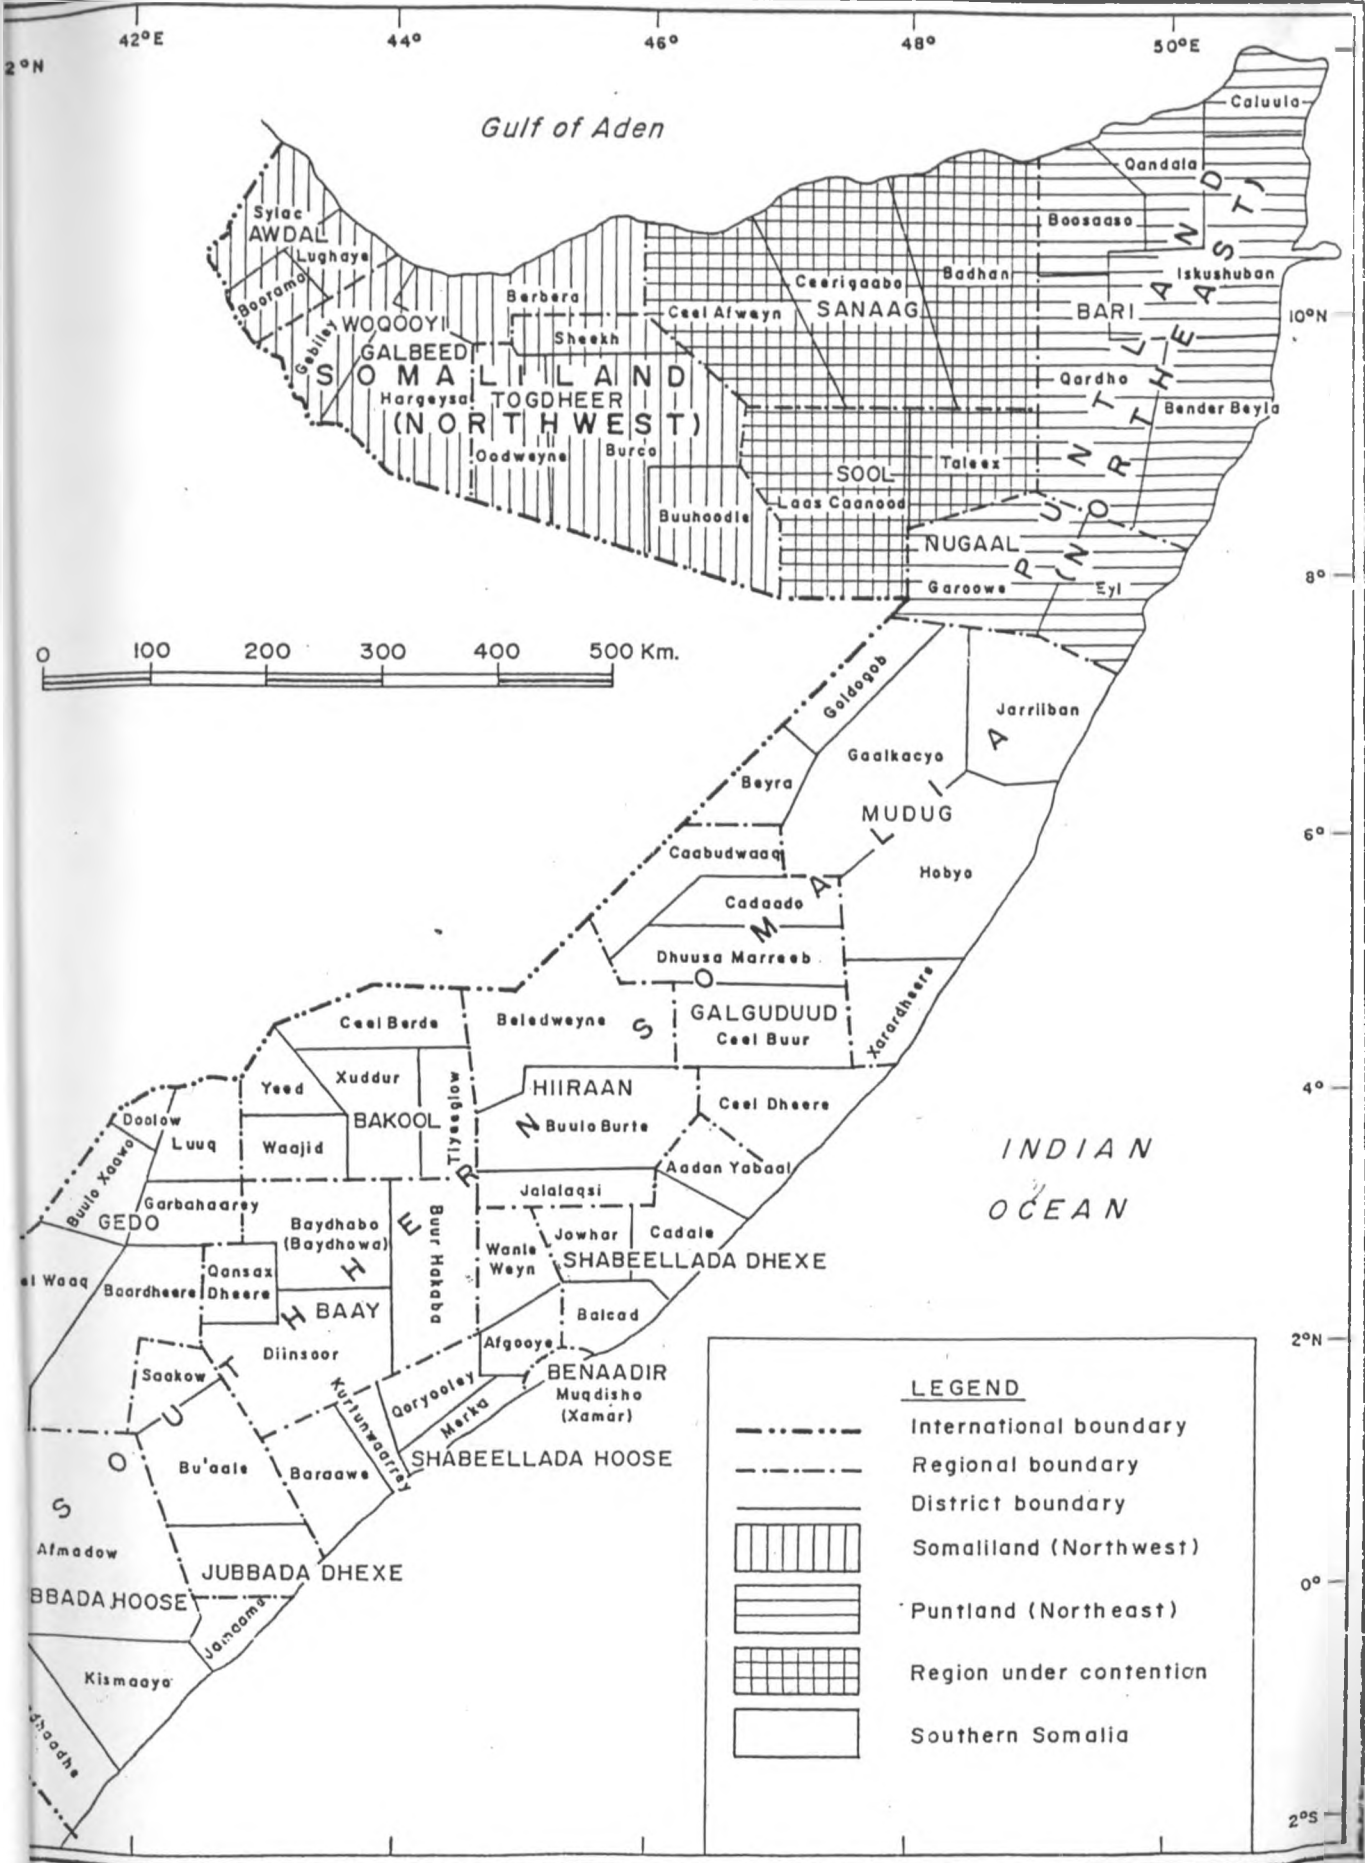 42°E
44°
46°
48°
50°E
2°N
Gulf of Aden
Caluula
Qandala
Boosaaso
Iskushuban
BARI
Qardho
Bender Beyla
PUNTLAND
(NORTHEAST)
Sylac
AWDAL
Lughaye
Boorama
Gebiley
WOQOOYI
GALBEED
Hargeysa
Berbera
Sheekh
SOMALILAND
(NORTHWEST)
TOGDHEER
Oodweyne
Burco
Buuhoodle
Ceel Afweyn
Ceerigaabo
SANAAG
Badhan
SOOL
Taleex
Laas Caanood
NUGAAL
Garoowe
Eyl
10°N
8°
6°
4°
2°N
0°
2°S
0 100 200 300 400 500 Km.
Goldogob
Jarriiban
Gaalkacyo
Beyra
MUDUG
Hobyo
Caabudwaaq
Cadaado
Dhuusa Marreeb
GALGUDUUD
Ceel Buur
Xarardheere
Ceel Dheere
SOUTHERN SOMALIA
Beledweyne
HIIRAAN
Buulo Burte
Jalalaqsi
Ceel Berde
Yeed
Xuddur
BAKOOL
Tiyeeglow
Waajid
Doolow
Luuq
Buulo Xaawo
Garbahaarey
GEDO
el Waaq
Baardheere
Baydhabo
(Baydhowa)
Qansax
Dheere
BAAY
Buur Hakaba
Diinsoor
Aadan Yabaal
Jowhar
Cadale
SHABEELLADA DHEXE
Wanle
Weyn
Balcad
Afgooye
BENAADIR
Muqdisho
(Xamar)
Qoryooley
Merka
Kurtunwaarrey
SHABEELLADA HOOSE
Baraawe
Saakow
Bu'aale
JUBBADA DHEXE
Afmadow
BBADA HOOSE
Jamaama
Kismaayo
dhaadhe
INDIAN
OCEAN
LEGEND
International boundary
Regional boundary
District boundary
Somaliland (Northwest)
Puntland (Northeast)
Region under contention
Southern Somalia